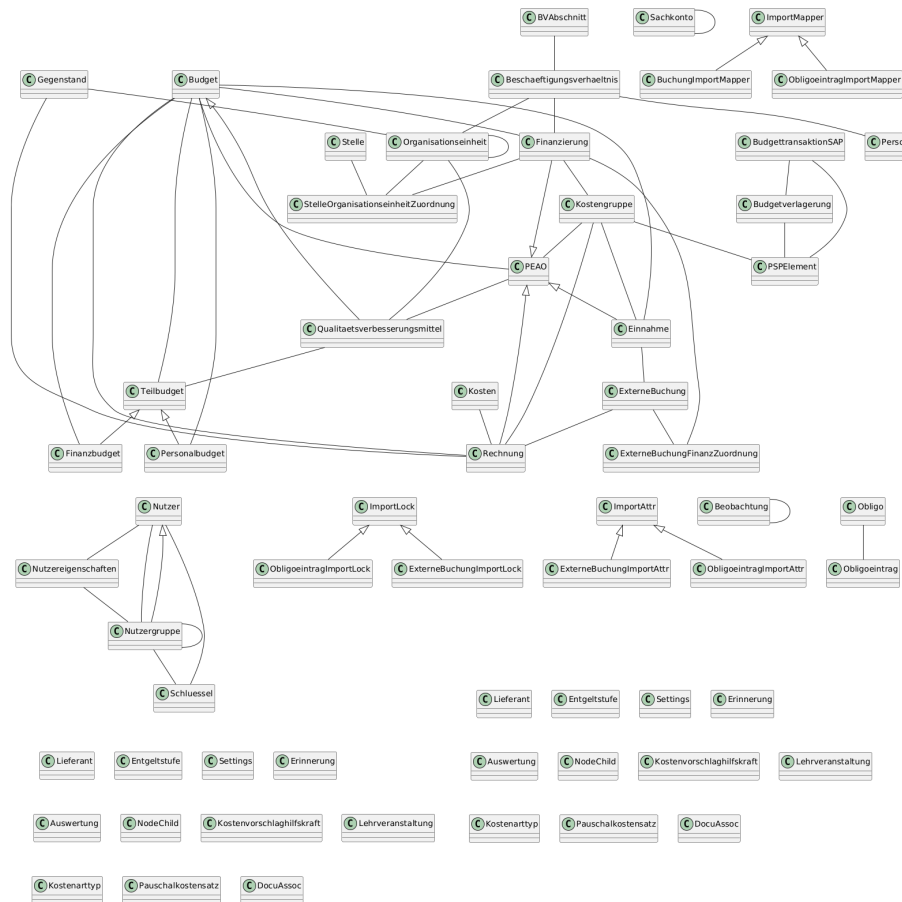 BVAbschnitt
Sachkonto
ImportMapper
Gegenstand
Budget
Beschaeftigungsverhaeltnis
BuchungImportMapper
ObligoeintragImportMapper
Stelle
Organisationseinheit
Finanzierung
BudgettransaktionSAP
Perso
StelleOrganisationseinheitZuordnung
Kostengruppe
Budgetverlagerung
PEAO
PSPElement
Qualitaetsverbesserungsmittel
Einnahme
Teilbudget
Kosten
ExterneBuchung
Finanzbudget
Personalbudget
Rechnung
ExterneBuchungFinanzZuordnung
Nutzer
ImportLock
ImportAttr
Beobachtung
Obligo
Nutzereigenschaften
ObligoeintragImportLock
ExterneBuchungImportLock
ExterneBuchungImportAttr
ObligoeintragImportAttr
Obligoeintrag
Nutzergruppe
Schluessel
Lieferant
Entgeltstufe
Settings
Erinnerung
Lieferant
Entgeltstufe
Settings
Erinnerung
Auswertung
NodeChild
Kostenvorschlaghilfskraft
Lehrveranstaltung
Auswertung
NodeChild
Kostenvorschlaghilfskraft
Lehrveranstaltung
Kostenarttyp
Pauschalkostensatz
DocuAssoc
Kostenarttyp
Pauschalkostensatz
DocuAssoc